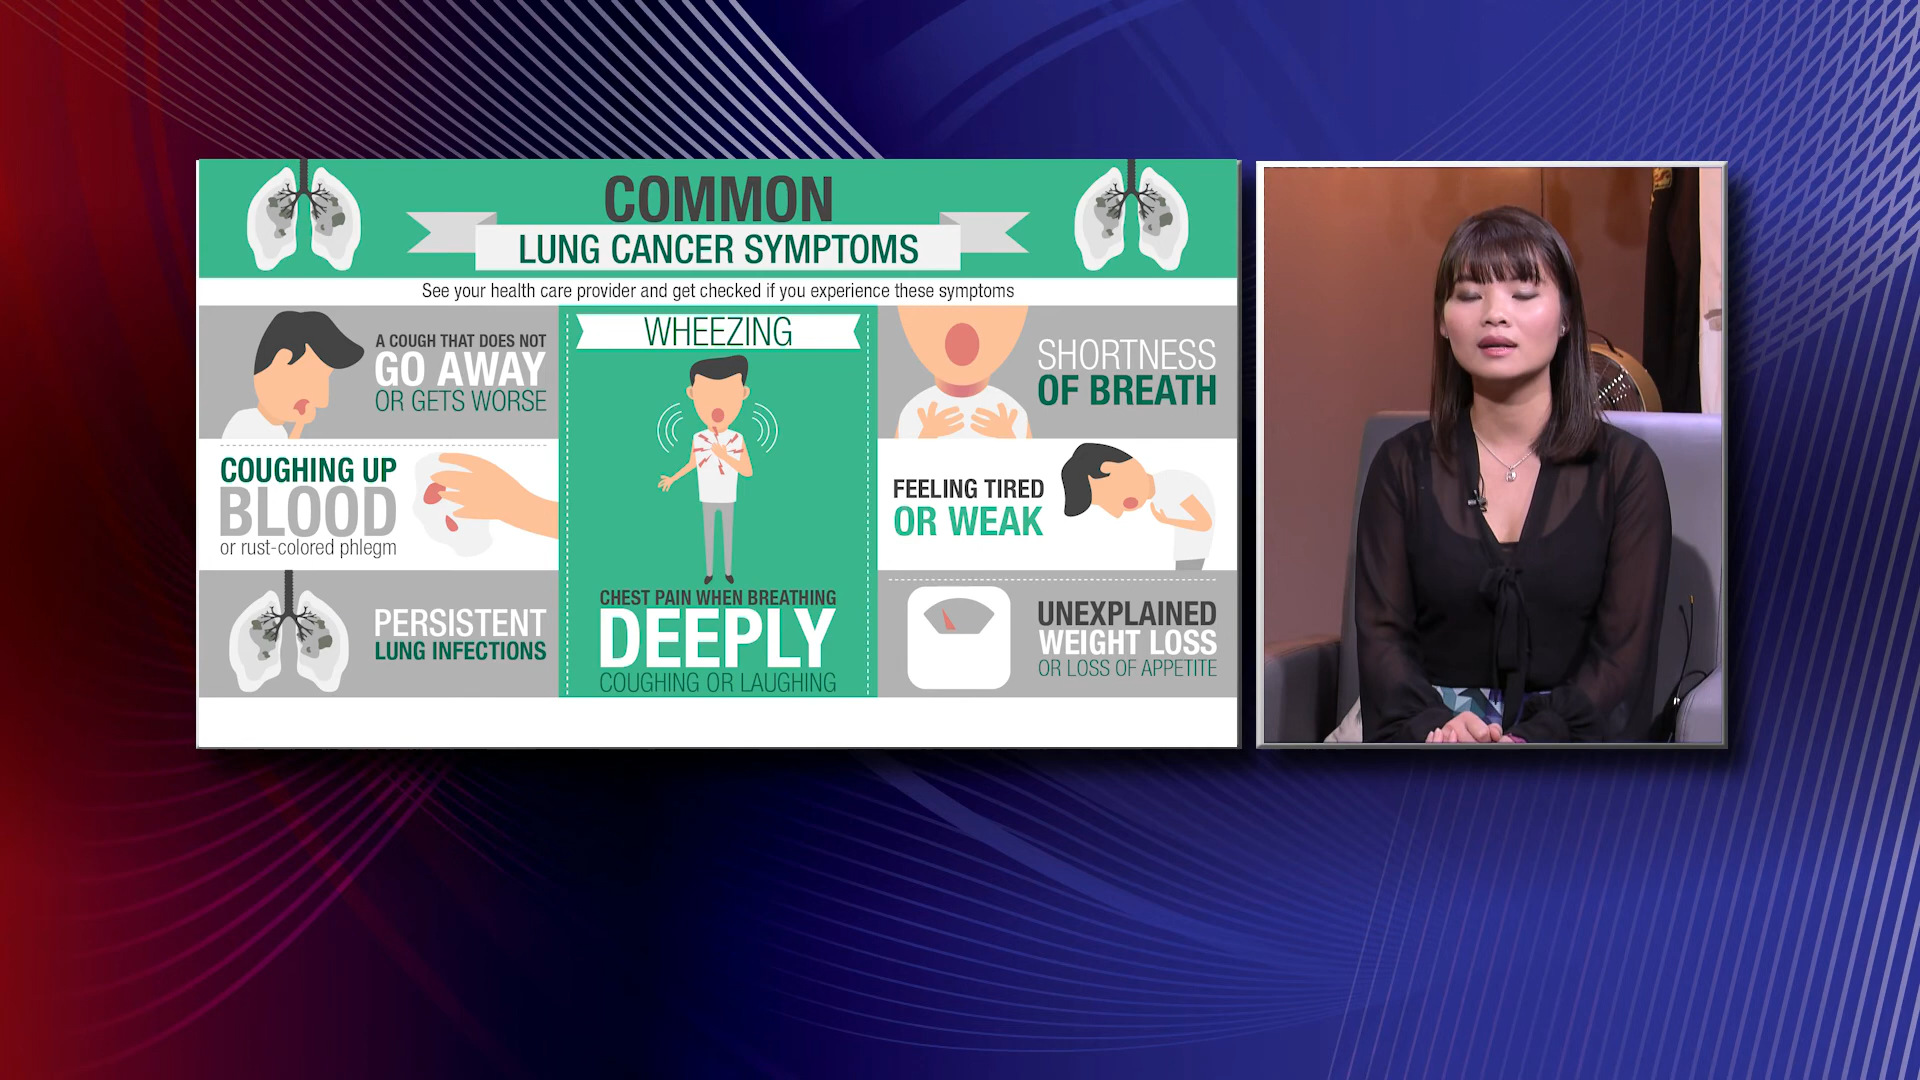 COMMON
LUNG CANCER SYMPTOMS
See your health care provider and get checked if you experience these symptoms
A COUGH THAT DOES NOT
GO AWAY
OR GETS WORSE
COUGHING UP
BLOOD
or rust-colored phlegm
PERSISTENT
LUNG INFECTIONS
WHEEZING
CHEST PAIN WHEN BREATHING
DEEPLY
COUGHING OR LAUGHING
SHORTNESS
OF BREATH
FEELING TIRED
OR WEAK
UNEXPLAINED
WEIGHT LOSS
OR LOSS OF APPETITE